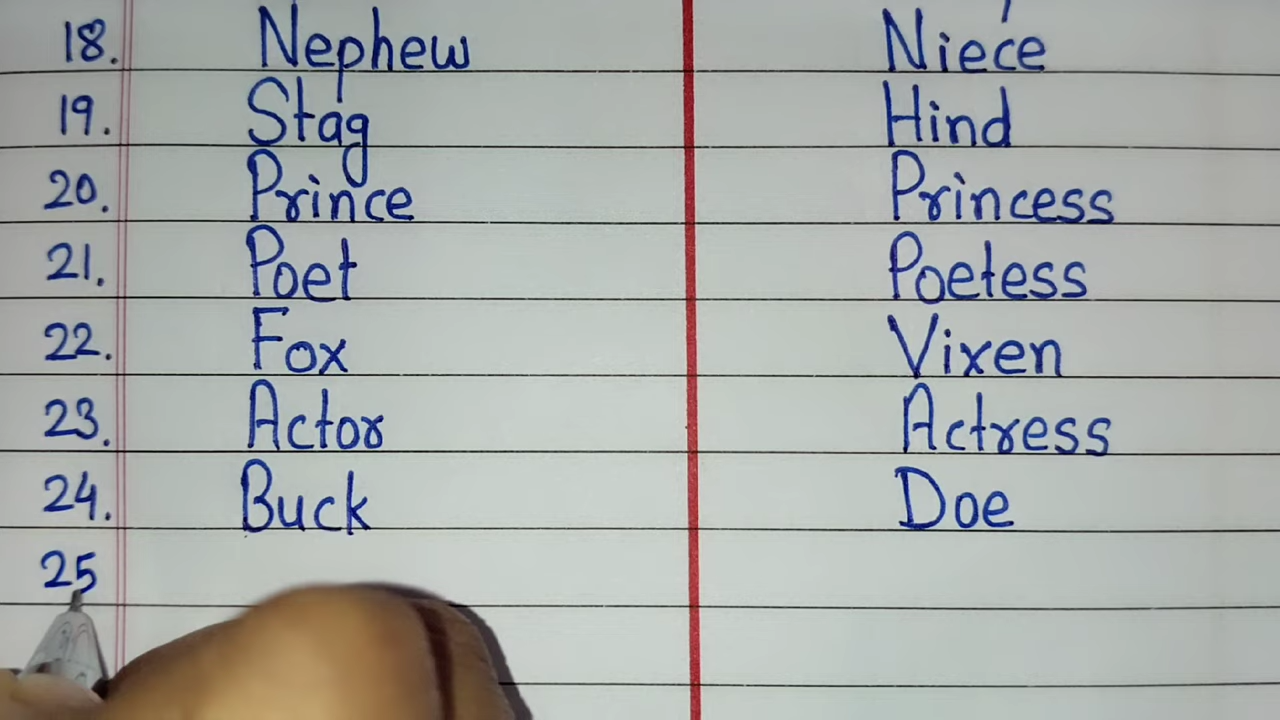 18. Nephew Niece
19. Stag Hind
20. Prince Princess
21. Poet Poetess
22. Fox Vixen
23. Actor Actress
24. Buck Doe
25